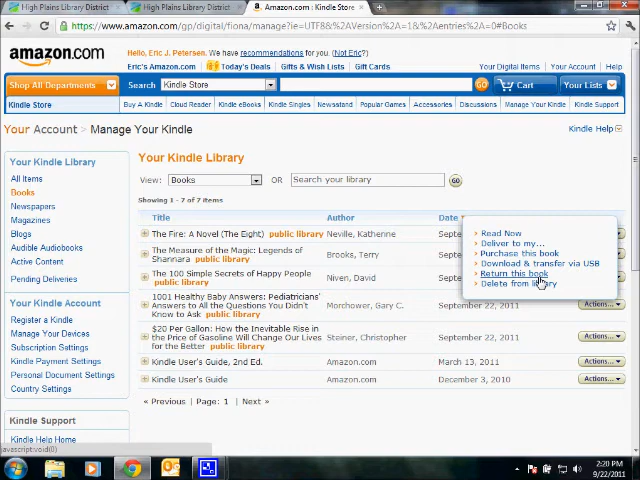 High Plains Library District
High Plains Library District
Amazon.com : Kindle Store
https://www.amazon.com/gp/digital/fiona/manage?ie=UTF8&%2AVersion%2A=1&%2Aentries%2A=0#Books
amazon.com
Hello, Eric J. Petersen. We have recommendations for you. (Not Eric?)
Eric's Amazon.com Today's Deals Gifts & Wish Lists Gift Cards Your Digital Items Your Account Help
Shop All Departments Search Kindle Store GO Cart Your Lists
Kindle Store Buy A Kindle Cloud Reader Kindle eBooks Kindle Singles Newsstand Popular Games Accessories Discussions Manage Your Kindle Kindle Support
Your Account > Manage Your Kindle Kindle Help
Your Kindle Library
All Items
Books
Newspapers
Magazines
Blogs
Audible Audiobooks
Active Content
Pending Deliveries
Your Kindle Account
Register a Kindle
Manage Your Devices
Subscription Settings
Kindle Payment Settings
Personal Document Settings
Country Settings
Kindle Support
Kindle Help Home
Your Kindle Library
View: Books OR Search your library GO
Showing 1 - 7 of 7 items
Title Author Date
The Fire: A Novel (The Eight) public library Neville, Katherine Septe
The Measure of the Magic: Legends of
Shannara public library Brooks, Terry Septe
The 100 Simple Secrets of Happy People
public library Niven, David Septe
1001 Healthy Baby Answers: Pediatricians'
Answers to All the Questions You Didn't
Know to Ask public library Morchower, Gary C. Septe Actions...
$20 Per Gallon: How the Inevitable Rise in
the Price of Gasoline Will Change Our Lives
for the Better public library Steiner, Christopher September 20, 2011 Actions...
Kindle User's Guide, 2nd Ed. Amazon.com March 13, 2011 Actions...
Kindle User's Guide Amazon.com December 3, 2010 Actions...
« Previous | Page: 1 | Next »
Read Now
Deliver to my...
Purchase this book
Download & transfer via USB
Return this book
Delete from library
javascript:void(0)
2:20 PM
9/22/2011